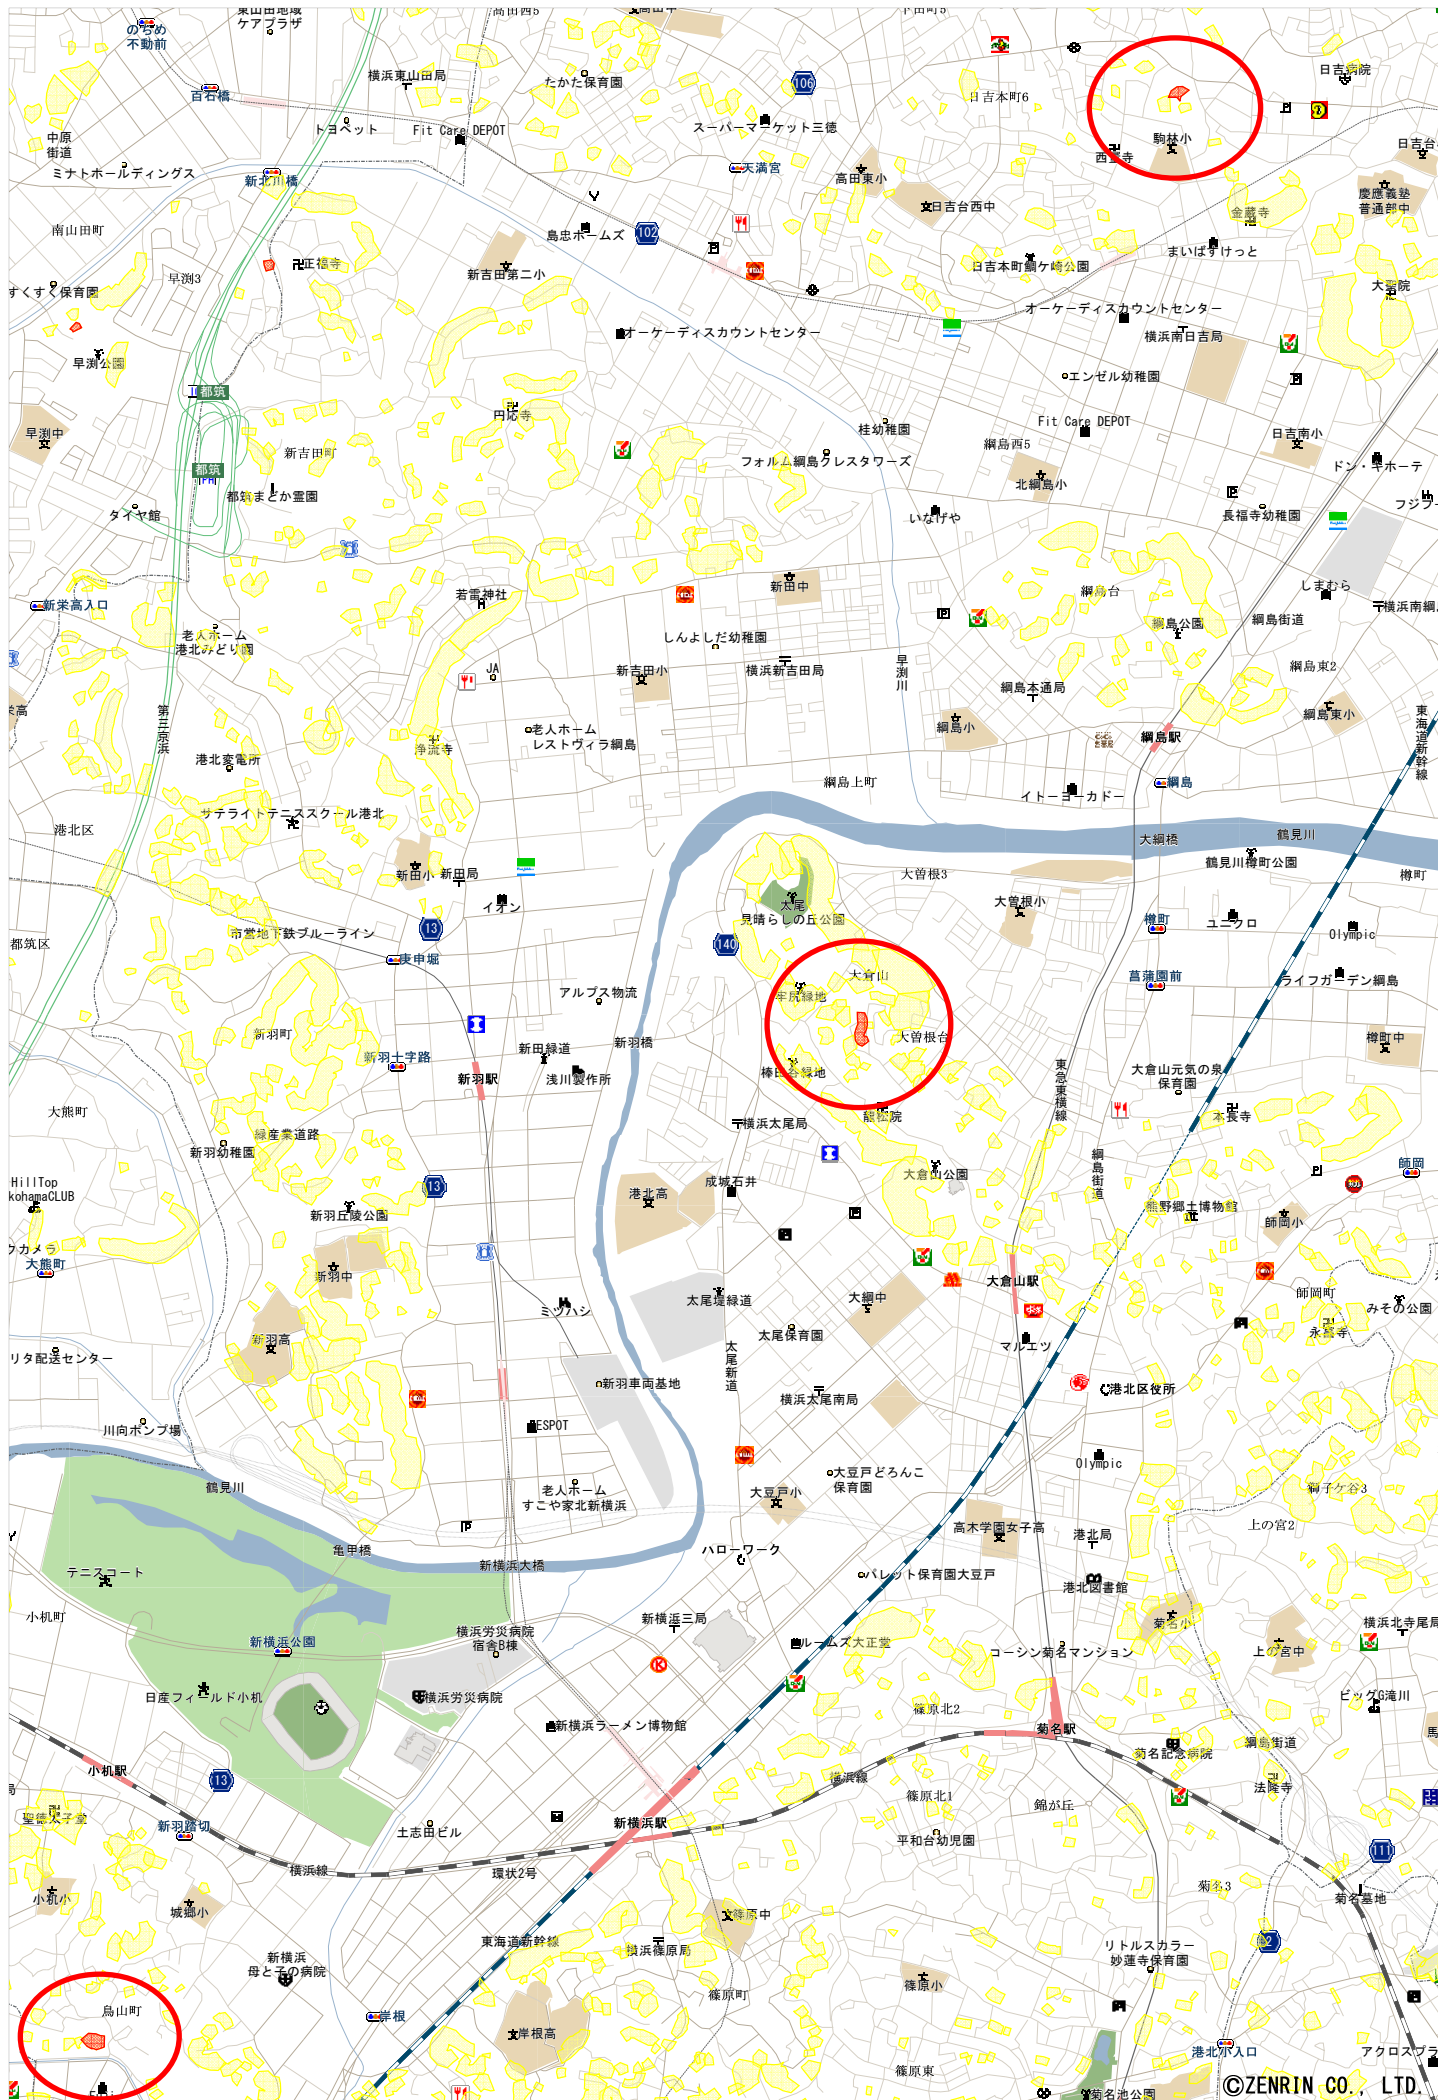 東山田地域
ケアプラザ
高田西5
高田中
下田町5
のちめ
不動前
横浜東山田局
たかた保育園
106
日吉本町6
日吉病院
百石橋
トヨペット
Fit Care DEPOT
スーパーマーケット三徳
中原
街道
駒林小
西量寺
日吉台
ミナトホールディングス
新北川橋
天満宮
高田東小
慶應義塾
普通部中
日吉台西中
金蔵寺
南山田町
島忠ホームズ
102
まいばすけっと
正福寺
新吉田第二小
日吉本町鯛ケ崎公園
早渕3
大聖院
すくすく保育園
オーケーディスカウントセンター
オーケーディスカウントセンター
横浜南日吉局
早渕公園
エンゼル幼稚園
都筑
円応寺
桂幼稚園
Fit Care DEPOT
早渕中
新吉田町
綱島西5
日吉南小
フォルム綱島クレスタワーズ
ドン・キホーテ
都筑
北綱島小
都筑まどか霊園
タイヤ館
いなげや
長福寺幼稚園
フジフー
新田中
若雷神社
綱島台
しまむら
新栄高入口
横浜南綱
綱島公園
綱島街道
老人ホーム
港北みどり園
しんよしだ幼稚園
JA
新吉田小
横浜新吉田局
早渕川
綱島東2
綱島本通局
栄高
第三京浜
綱島小
綱島東小
東海道新幹線
老人ホーム
レストヴィラ綱島
浄流寺
綱島駅
港北変電所
綱島上町
綱島
イトーヨーカドー
サテライトテニススクール港北
港北区
大綱橋
鶴見川
鶴見川樽町公園
新田小
新田局
大曽根3
樽町
イオン
太尾
見晴らしの丘公園
大曽根小
樽町
ユニクロ
Olympic
都筑区
市営地下鉄ブルーライン
13
140
庚申堀
大倉山
菖蒲園前
ライフガーデン綱島
アルプス物流
牢尻緑地
新羽町
新羽橋
大曽根台
樽町中
新羽十字路
新田緑道
新羽駅
浅川製作所
棒田谷緑地
東急東横線
大倉山元気の泉
保育園
大熊町
緑産業道路
横浜太尾局
龍松院
本長寺
新羽幼稚園
綱島街道
師岡
HillTop
kohamaCLUB
13
港北高
成城石井
大倉山公園
新羽丘陵公園
熊野郷土博物館
師岡小
クカメラ
大熊町
新羽中
大倉山駅
師岡町
太尾堤緑道
大綱中
ミツハシ
みその公園
新羽高
太尾保育園
マルエツ
永昌寺
リタ配送センター
太尾新道
新羽車両基地
横浜太尾南局
港北区役所
川向ポンプ場
ESPOT
Olympic
大豆戸どろんこ
保育園
鶴見川
老人ホーム
すこや家北新横浜
大豆戸小
獅子ケ谷3
高木学園女子高
港北局
上の宮2
亀甲橋
新横浜大橋
ハローワーク
テニスコート
パレット保育園大豆戸
港北図書館
小机町
新横浜三局
菊名小
横浜北寺尾局
横浜労災病院
宿舎B棟
新横浜公園
ルームズ大正堂
コーシン菊名マンション
上の宮中
日産フィールド小机
横浜労災病院
ビッグG滝川
篠原北2
新横浜ラーメン博物館
菊名駅
馬
菊名記念病院
綱島街道
小机駅
13
横浜線
法隆寺
聖徳太子堂
篠原北1
錦が丘
新羽踏切
土志田ビル
新横浜駅
平和台幼児園
111
横浜線
環状2号
小机小
菊名3
菊名墓地
城郷小
篠原中
東海道新幹線
横浜篠原局
新横浜
母と子の病院
リトルスカラー
妙蓮寺保育園
鳥山町
篠原町
篠原小
岸根
岸根高
港北小入口
アクロスプラ
篠原東
菊名池公園
©ZENRIN CO., LTD.